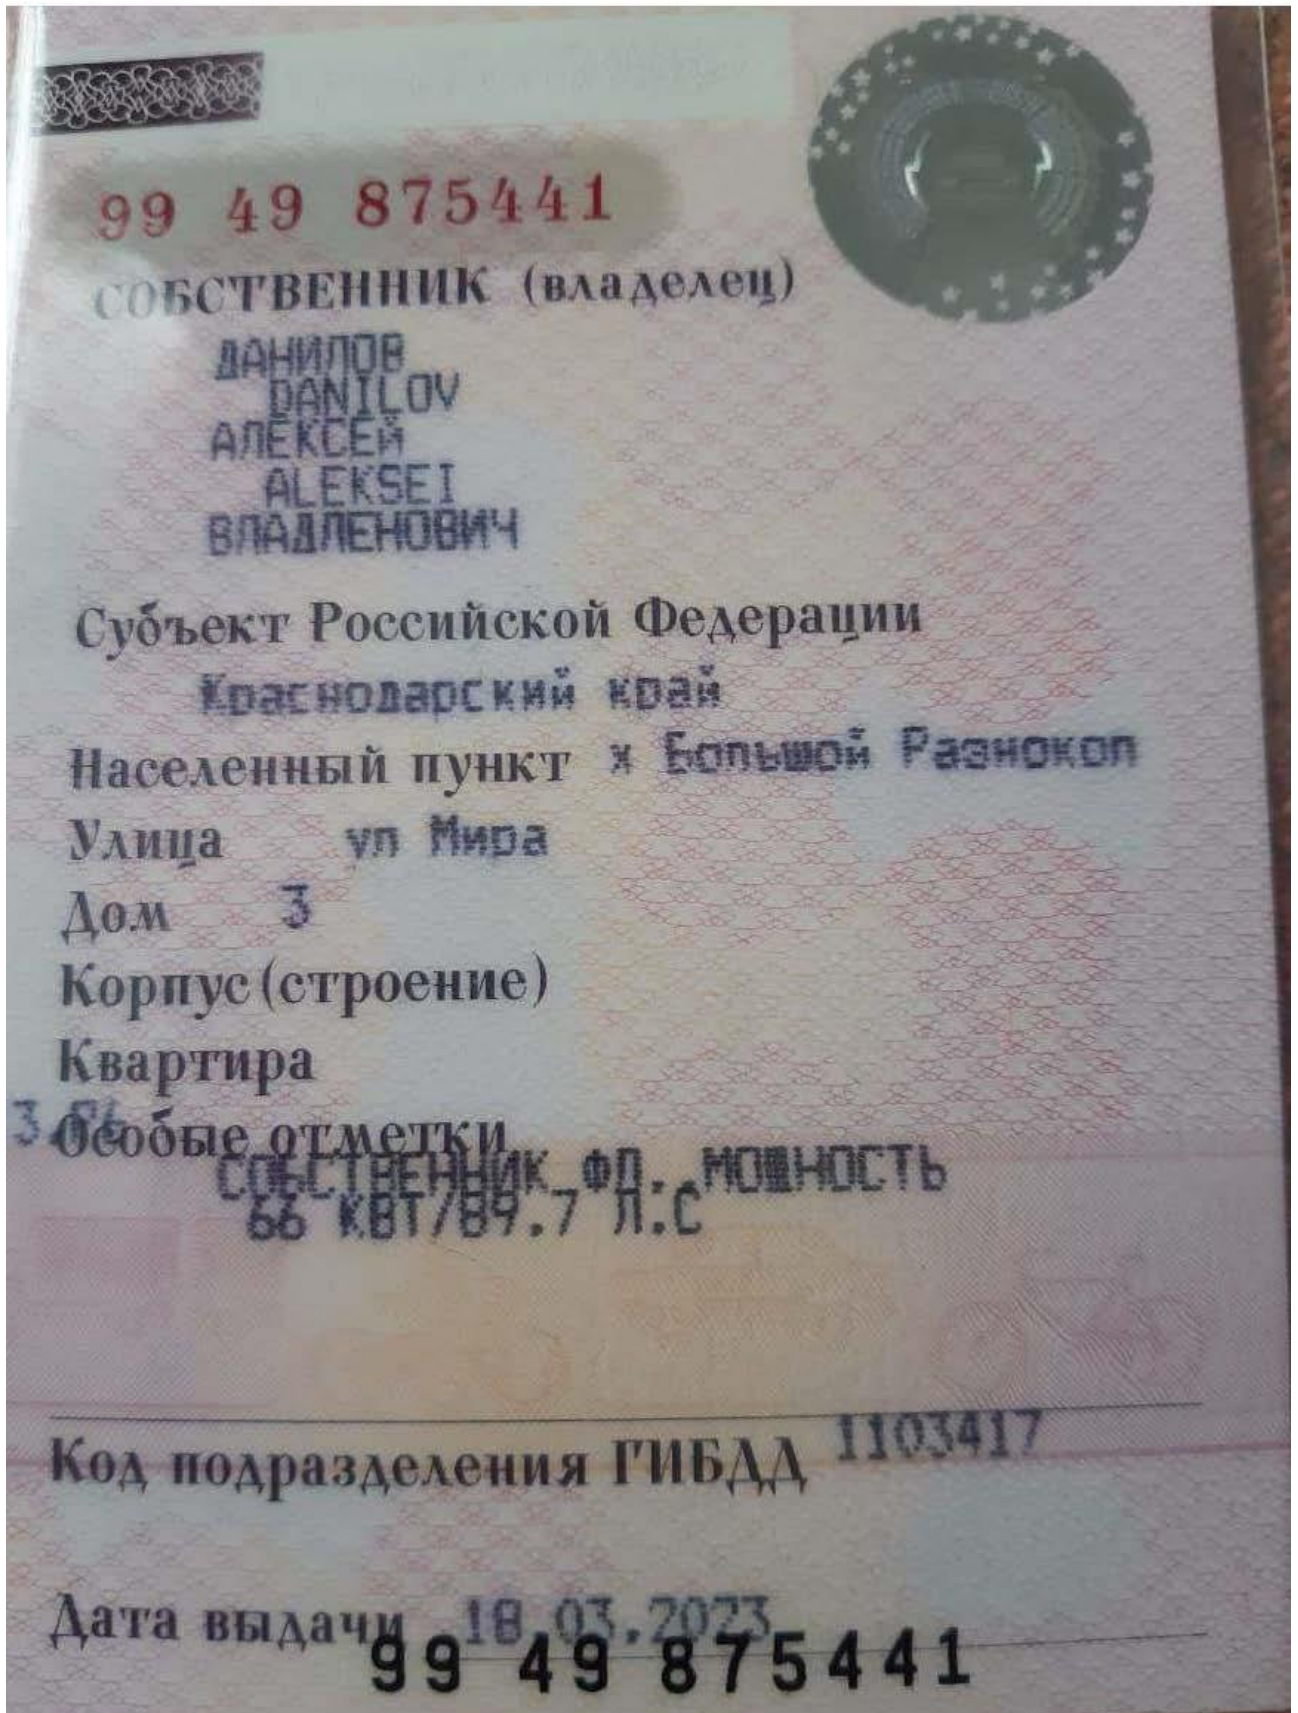 99 49 875441
СОБСТВЕННИК (владелец)
ДАНИЛОВ
DANILOV
АЛЕКСЕЙ
ALEKSEI
ВЛАДЛЕНОВИЧ
Субъект Российской Федерации
Краснодарский край
Населенный пункт х Большой Разнокол
Улица ул Мира
Дом 3
Корпус (строение)
Квартира
Особые отметки
СОБСТВЕННИК ФЛ. МОЩНОСТЬ
66 КВТ/89.7 Л.С
Код подразделения ГИБДД 1103417
Дата выдачи 18.03.2023
99 49 875441